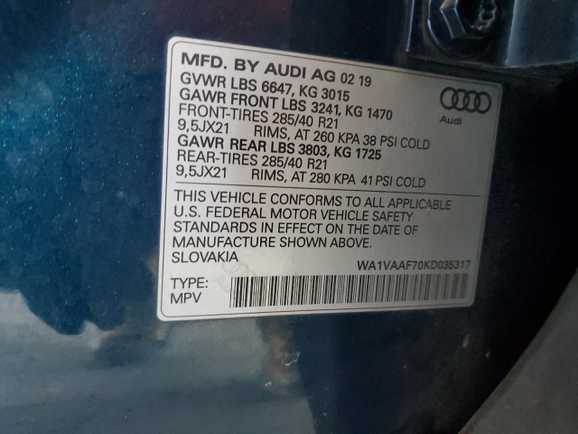 MFD. BY AUDI AG 02 19
GVWR LBS 6647, KG 3015
GAWR FRONT LBS 3241, KG 1470
FRONT-TIRES 285/40 R21
9,5JX21 RIMS, AT 260 KPA 38 PSI COLD
GAWR REAR LBS 3803, KG 1725
REAR-TIRES 285/40 R21
9,5JX21 RIMS, AT 280 KPA 41 PSI COLD
Audi
THIS VEHICLE CONFORMS TO ALL APPLICABLE
U.S. FEDERAL MOTOR VEHICLE SAFETY
STANDARDS IN EFFECT ON THE DATE OF
MANUFACTURE SHOWN ABOVE.
SLOVAKIA WA1VAAF70KD035317
TYPE:
MPV